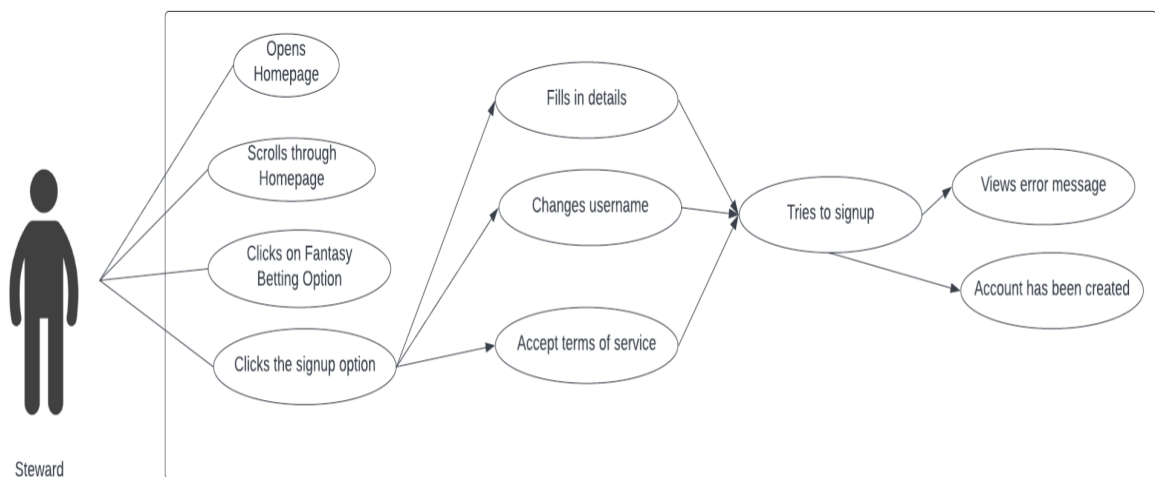 Opens
Homepage
Scrolls through
Homepage
Clicks on Fantasy
Betting Option
Clicks the signup option
Fills in details
Changes username
Accept terms of service
Tries to signup
Views error message
Account has been created
Steward